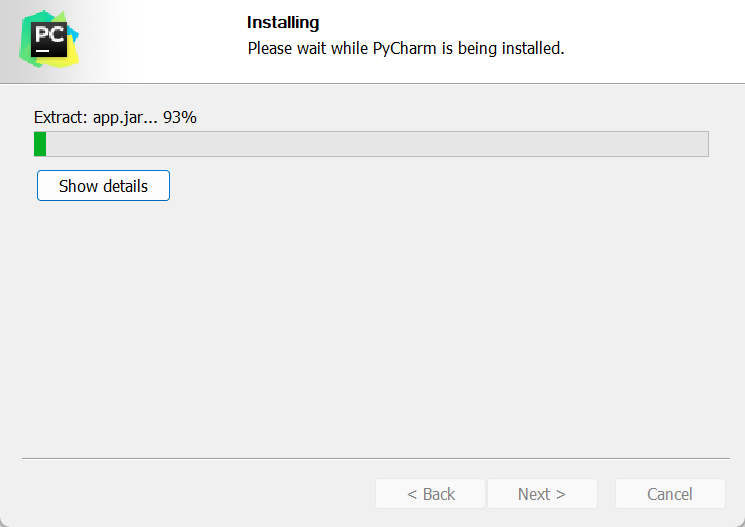 PC
Installing
Please wait while PyCharm is being installed.
Extract: app.jar... 93%
Show details
< Back
Next >
Cancel